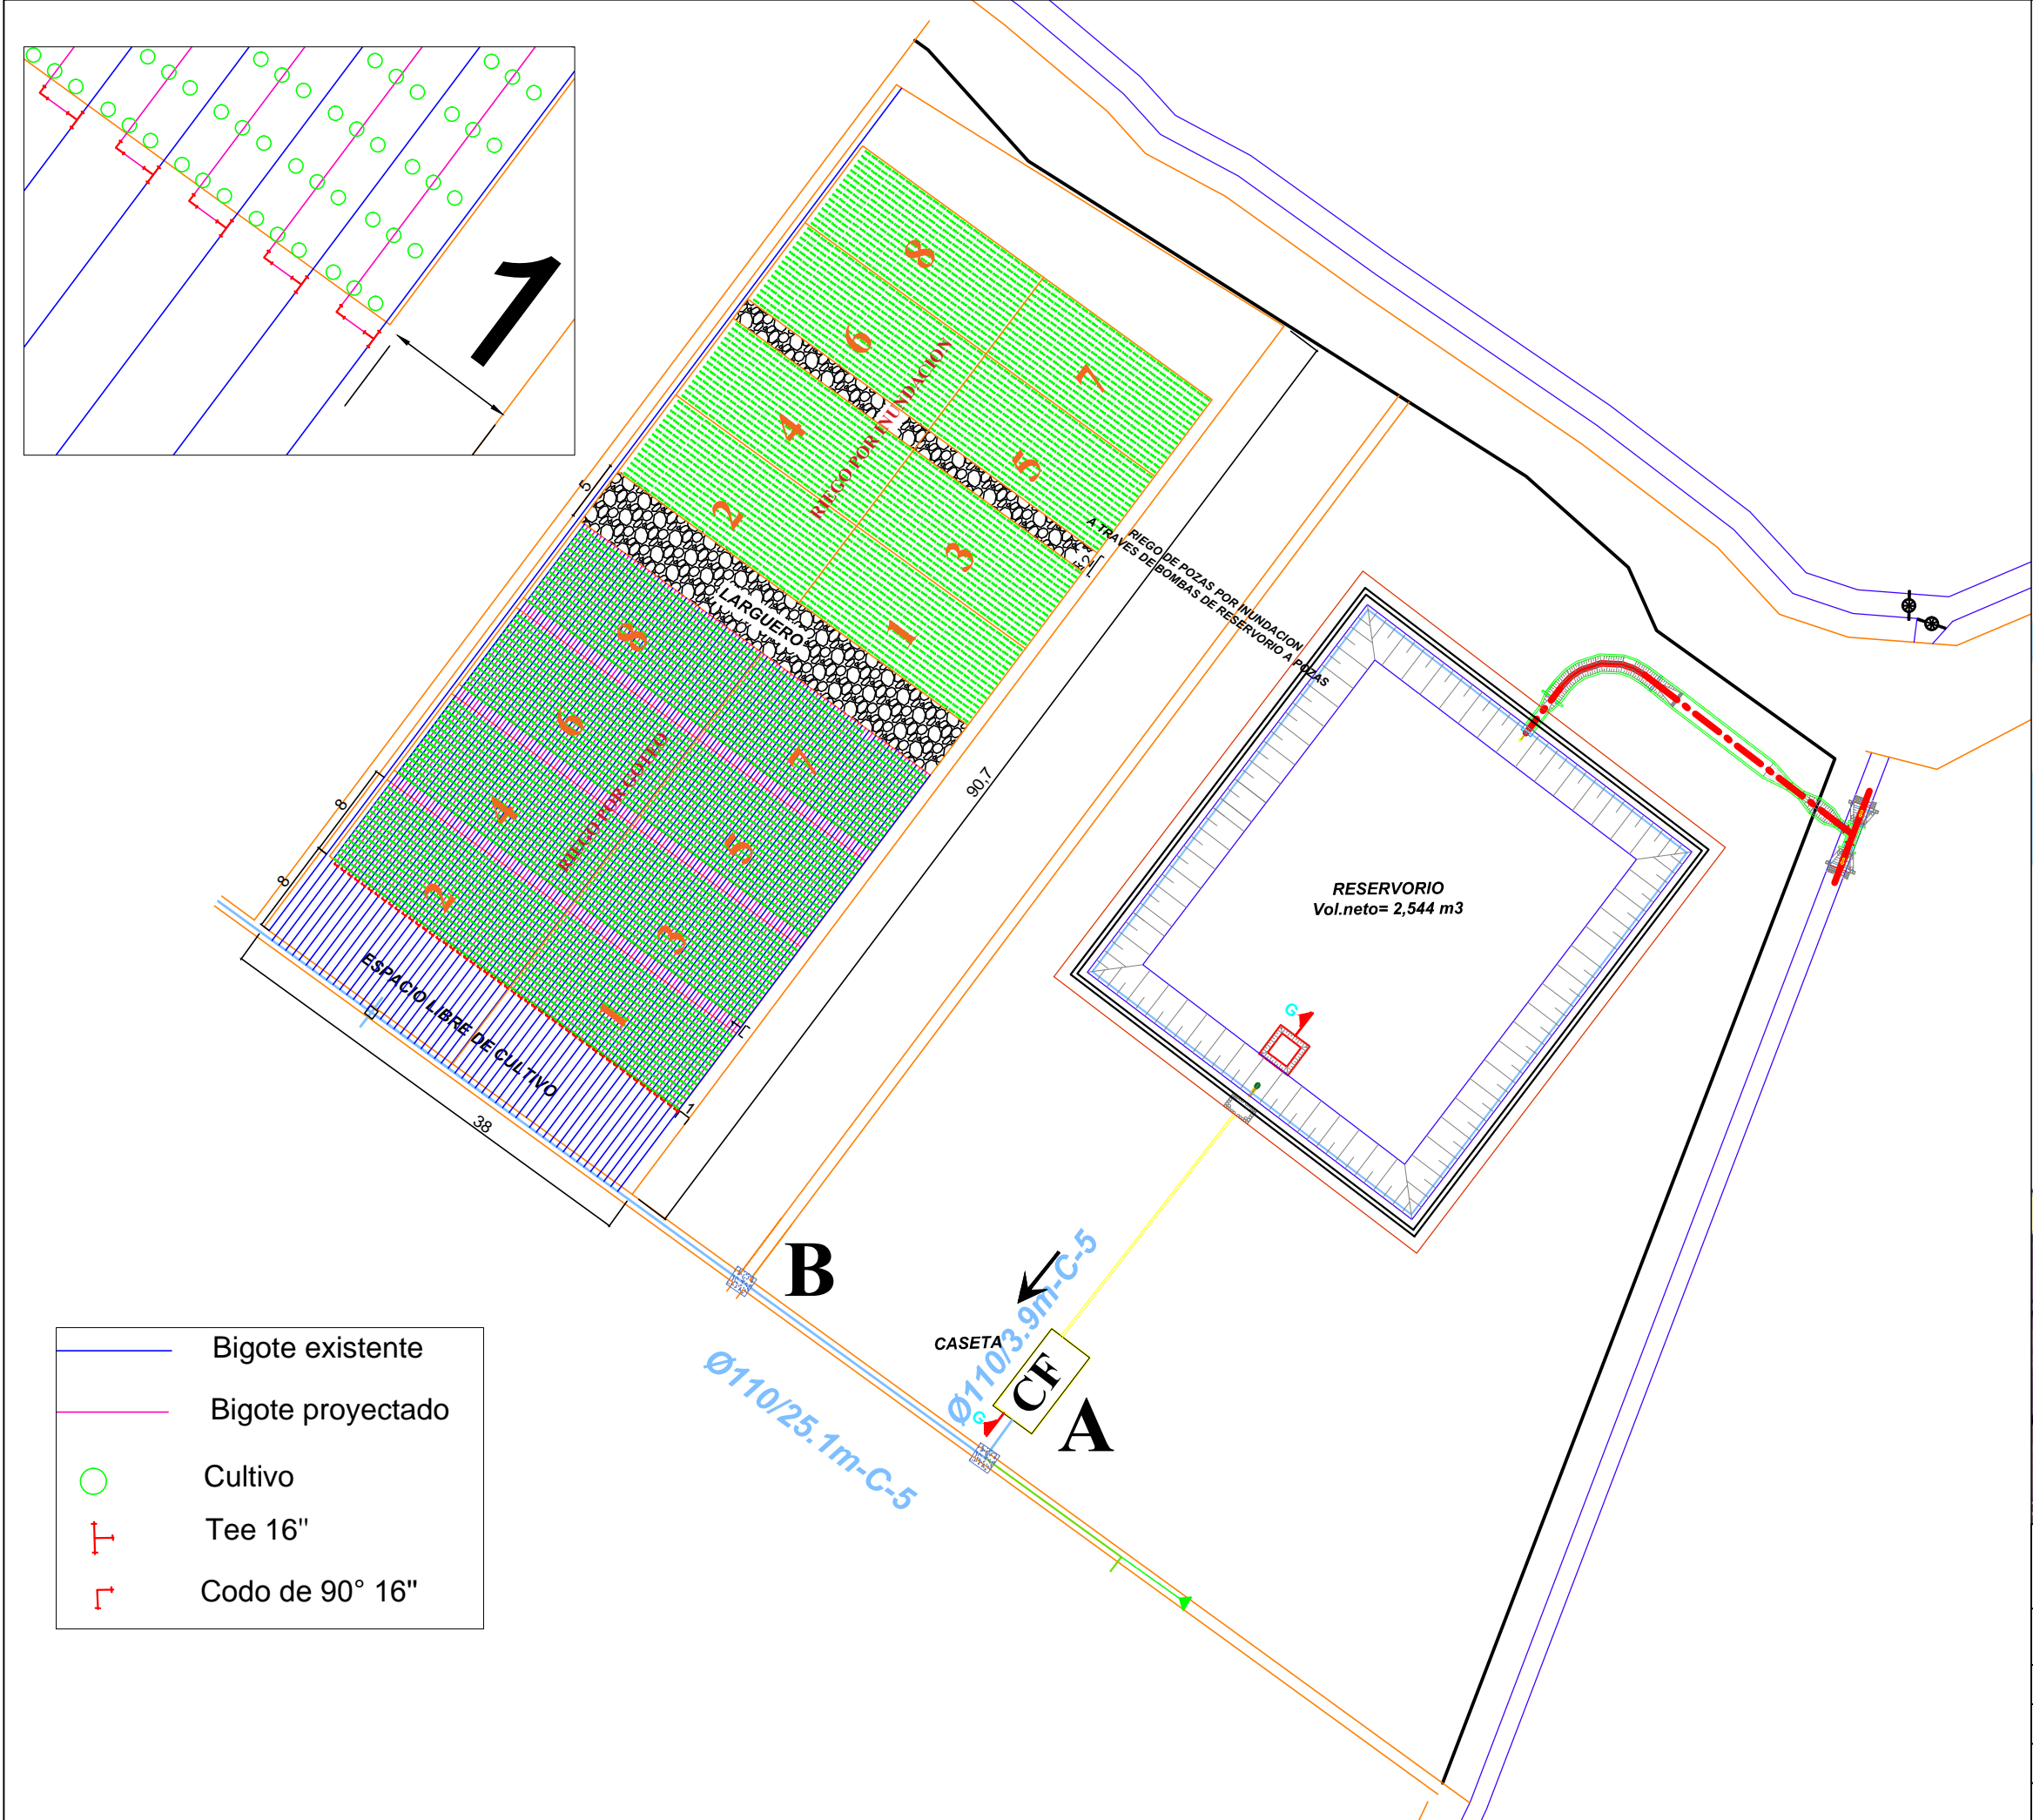 1
8
7
6
5
4
3
2
1
RIEGO POR INUNDACION
5
2
RIEGO DE POZAS POR INUNDACION
A TRAVES DE BOMBAS DE RESERVORIO A POZAS
LARGUERO
8
7
6
5
4
3
2
1
RIEGO POR GOTEO
8
8
1
1
90,7
38
ESPACIO LIBRE DE CULTIVO
RESERVORIO
Vol.neto= 2,544 m3
G
B
CASETA
Ø110/3.9m-C-5
CF
G
A
Ø110/25.1m-C-5
Bigote existente
Bigote proyectado
Cultivo
Tee 16"
Codo de 90° 16"